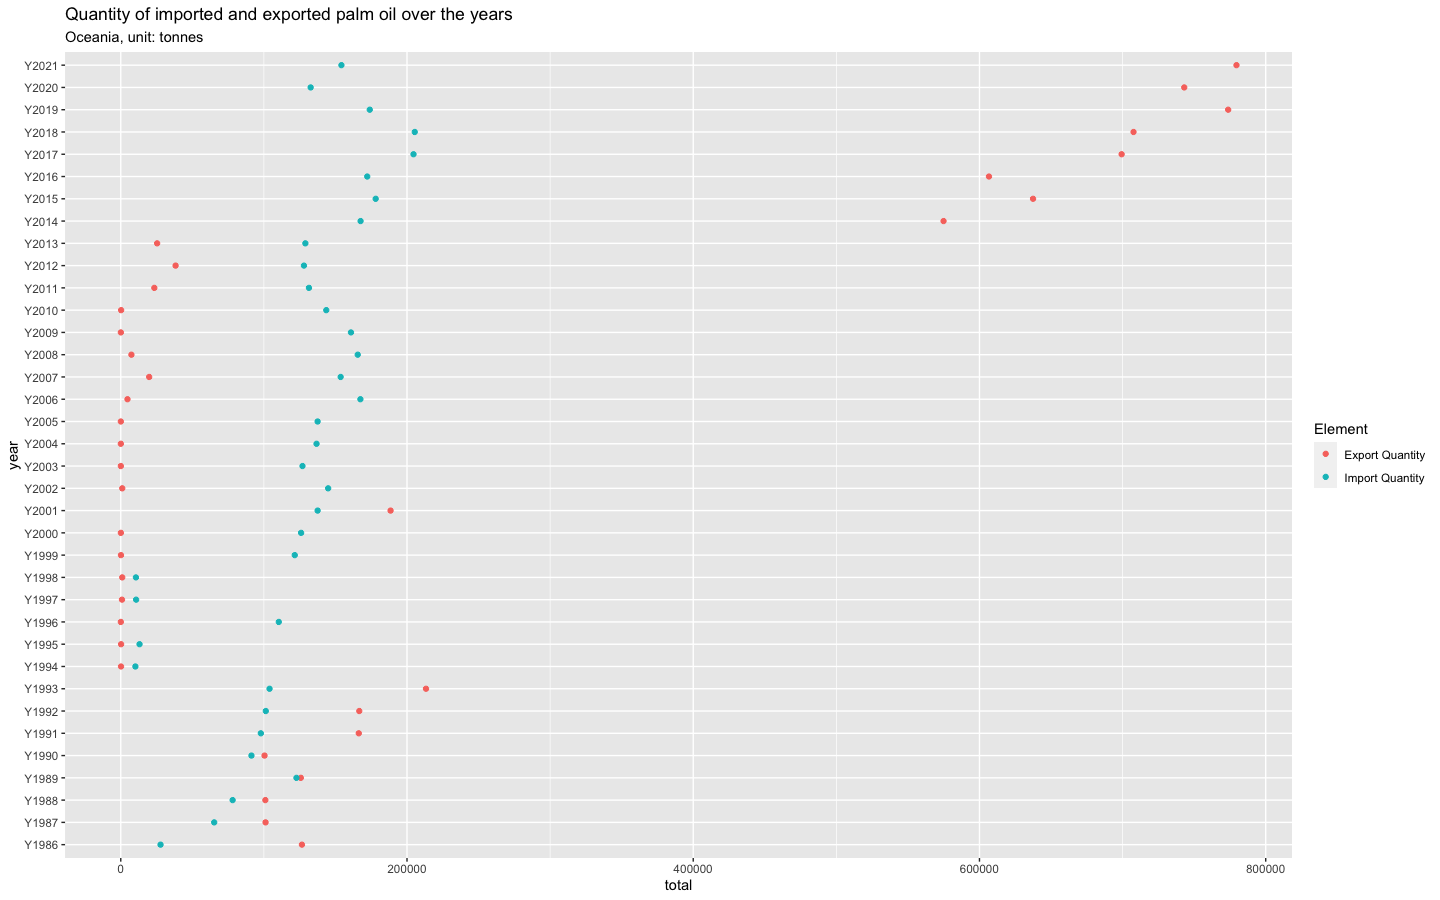 Quantity of imported and exported palm oil over the years
Oceania, unit: tonnes
Y2021
Y2020
Y2019
Y2018
Y2017
Y2016
Y2015
Y2014
Y2013
Y2012
Y2011
Y2010
Y2009
Y2008
Y2007
Y2006
Y2005
Y2004
Y2003
Y2002
Y2001
Y2000
Y1999
Y1998
Y1997
Y1996
Y1995
Y1994
Y1993
Y1992
Y1991
Y1990
Y1989
Y1988
Y1987
Y1986
year
0
200000
400000
600000
800000
total
Element
Export Quantity
Import Quantity